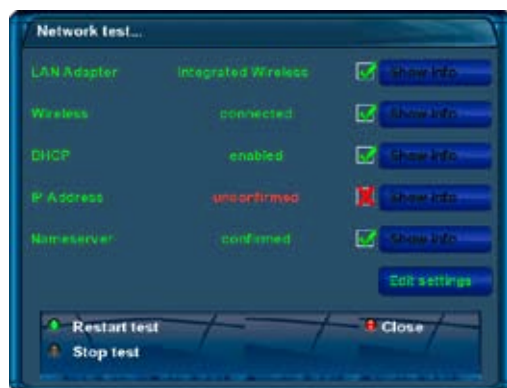 Network test...
LAN Adapter Integrated Wireless Show Info
Wireless connected Show Info
DHCP enabled Show Info
IP Address unconfirmed Show Info
Nameserver confirmed Show Info
Edit settings
Restart test Close
Stop test